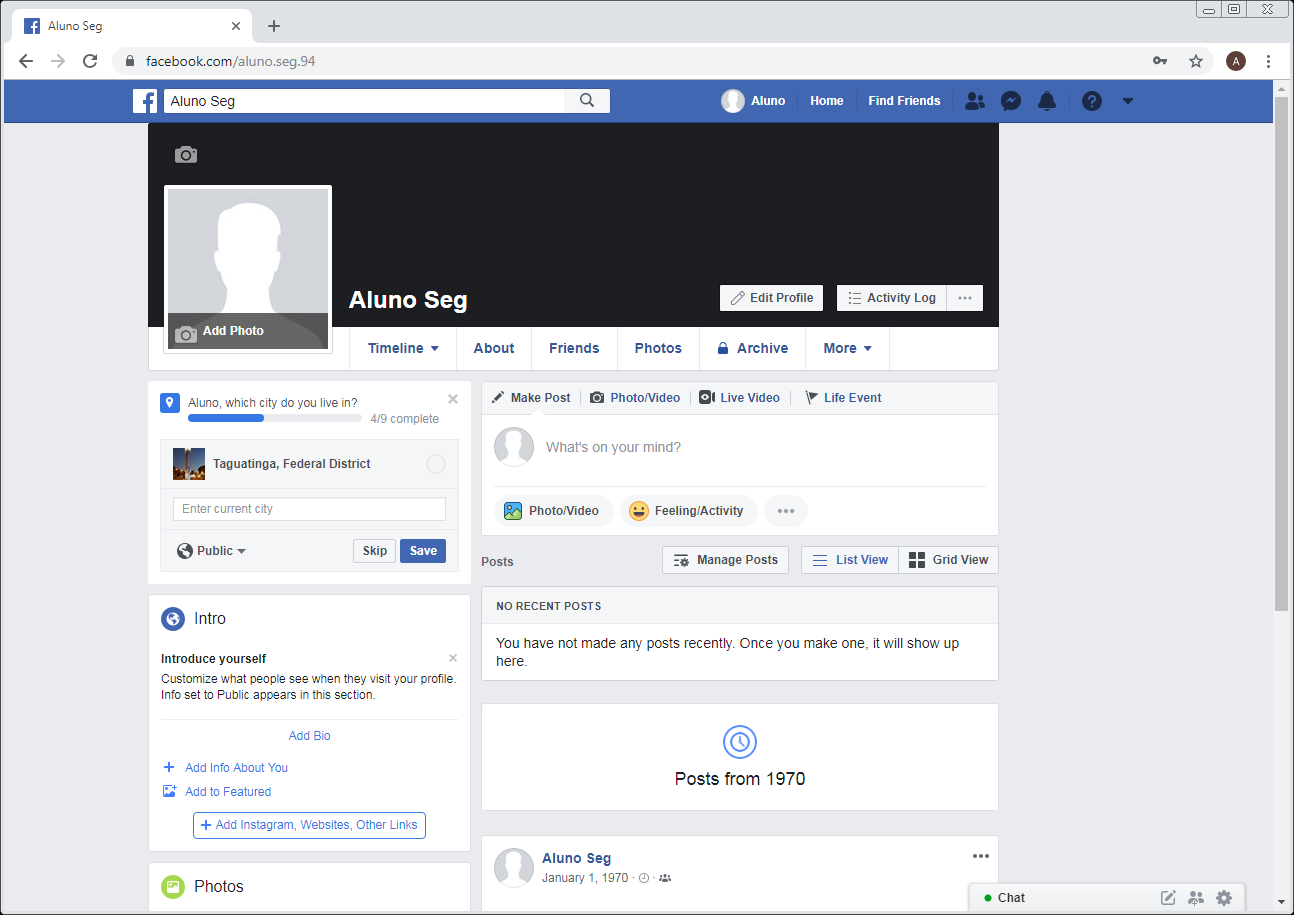 Aluno Seg
facebook.com/aluno.seg.94
A
Aluno Seg
Aluno
Home
Find Friends
Add Photo
Aluno Seg
Edit Profile
Activity Log
Timeline
About
Friends
Photos
Archive
More
Aluno, which city do you live in?
4/9 complete
Taguatinga, Federal District
Enter current city
Public
Skip
Save
Intro
Introduce yourself
Customize what people see when they visit your profile.
Info set to Public appears in this section.
Add Bio
Add Info About You
Add to Featured
Add Instagram, Websites, Other Links
Photos
Make Post
Photo/Video
Live Video
Life Event
What's on your mind?
Photo/Video
Feeling/Activity
Posts
Manage Posts
List View
Grid View
NO RECENT POSTS
You have not made any posts recently. Once you make one, it will show up
here.
Posts from 1970
Aluno Seg
January 1, 1970 ·
Chat